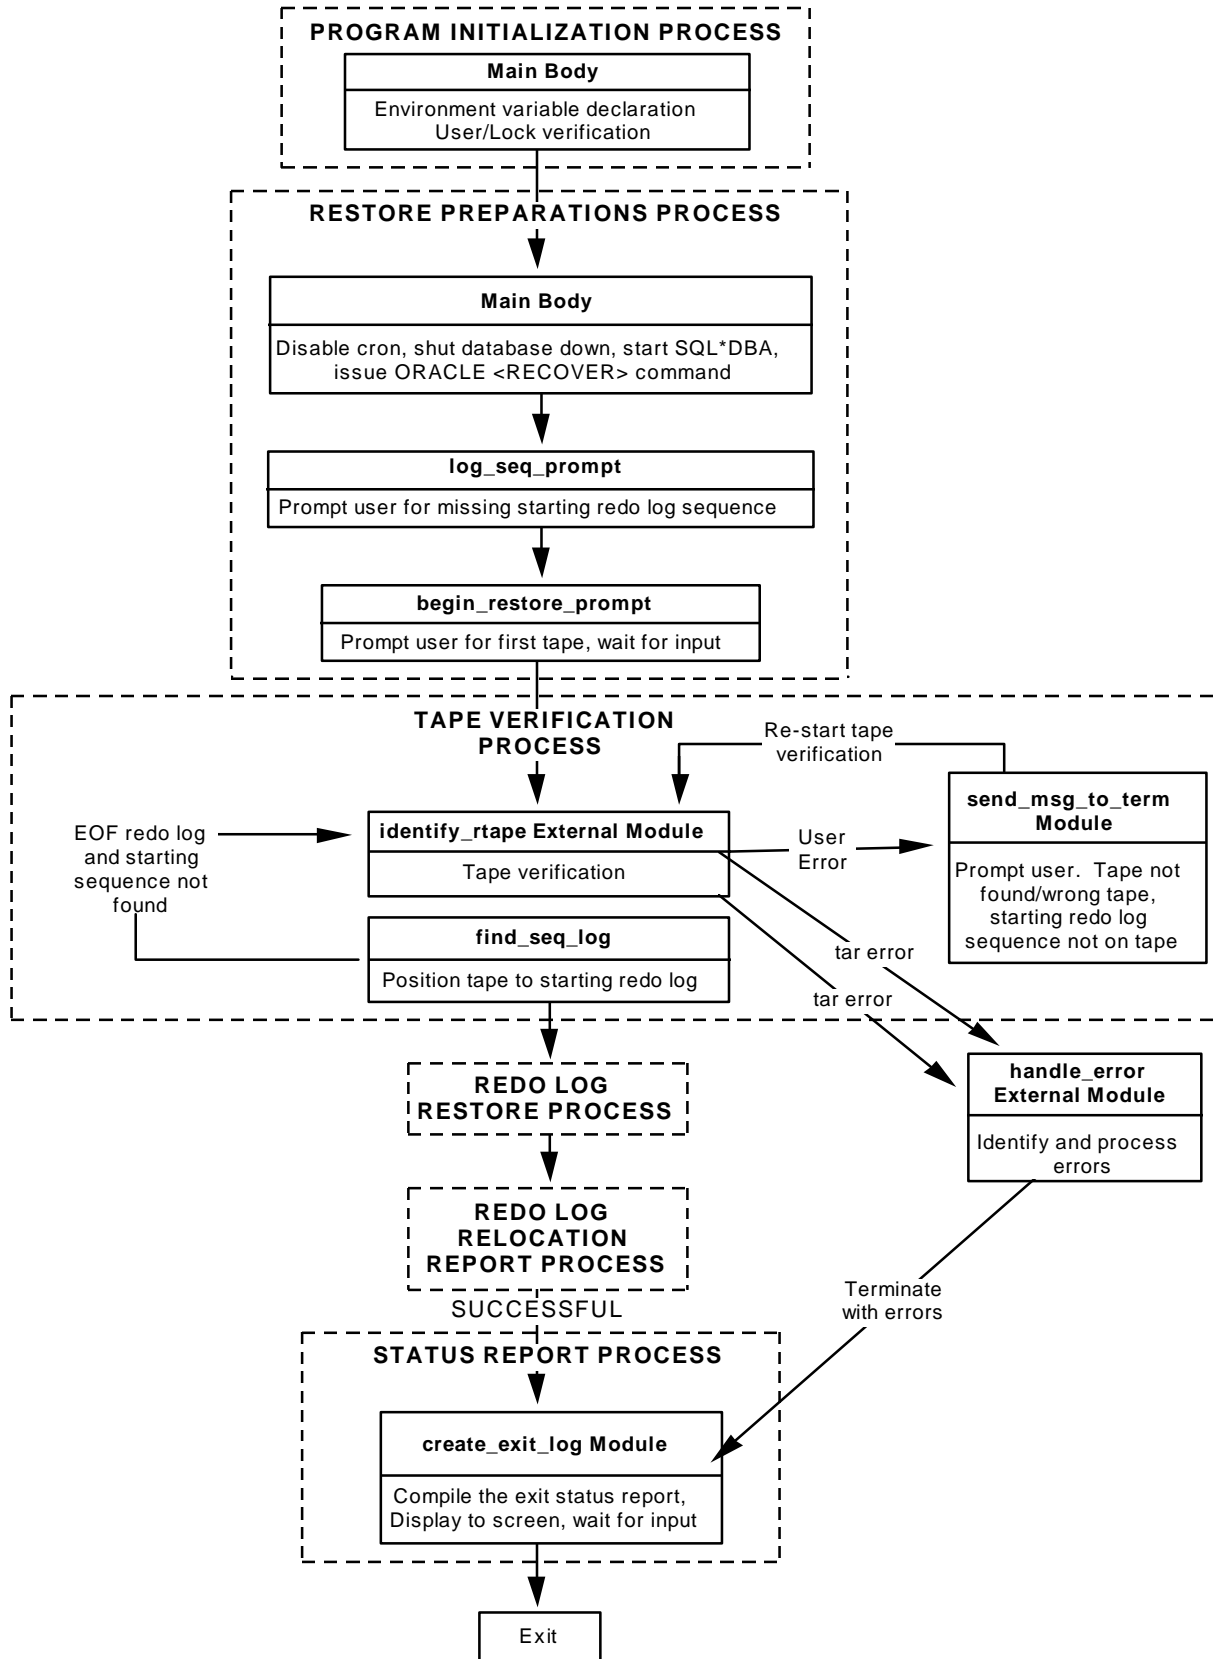 PROGRAM INITIALIZATION PROCESS
Main Body
Environment variable declaration
User/Lock verification
RESTORE PREPARATIONS PROCESS
Main Body
Disable cron, shut database down, start SQL*DBA,
issue ORACLE <RECOVER> command
log_seq_prompt
Prompt user for missing starting redo log sequence
begin_restore_prompt
Prompt user for first tape, wait for input
TAPE VERIFICATION
PROCESS
Re-start tape
verification
send_msg_to_term
Module
Prompt user. Tape not
found/wrong tape,
starting redo log
sequence not on tape
EOF redo log
and starting
sequence not
found
identify_rtape External Module
Tape verification
User
Error
find_seq_log
Position tape to starting redo log
tar error
tar error
handle_error
External Module
Identify and process
errors
REDO LOG
RESTORE PROCESS
REDO LOG
RELOCATION
REPORT PROCESS
SUCCESSFUL
Terminate
with errors
STATUS REPORT PROCESS
create_exit_log Module
Compile the exit status report,
Display to screen, wait for input
Exit